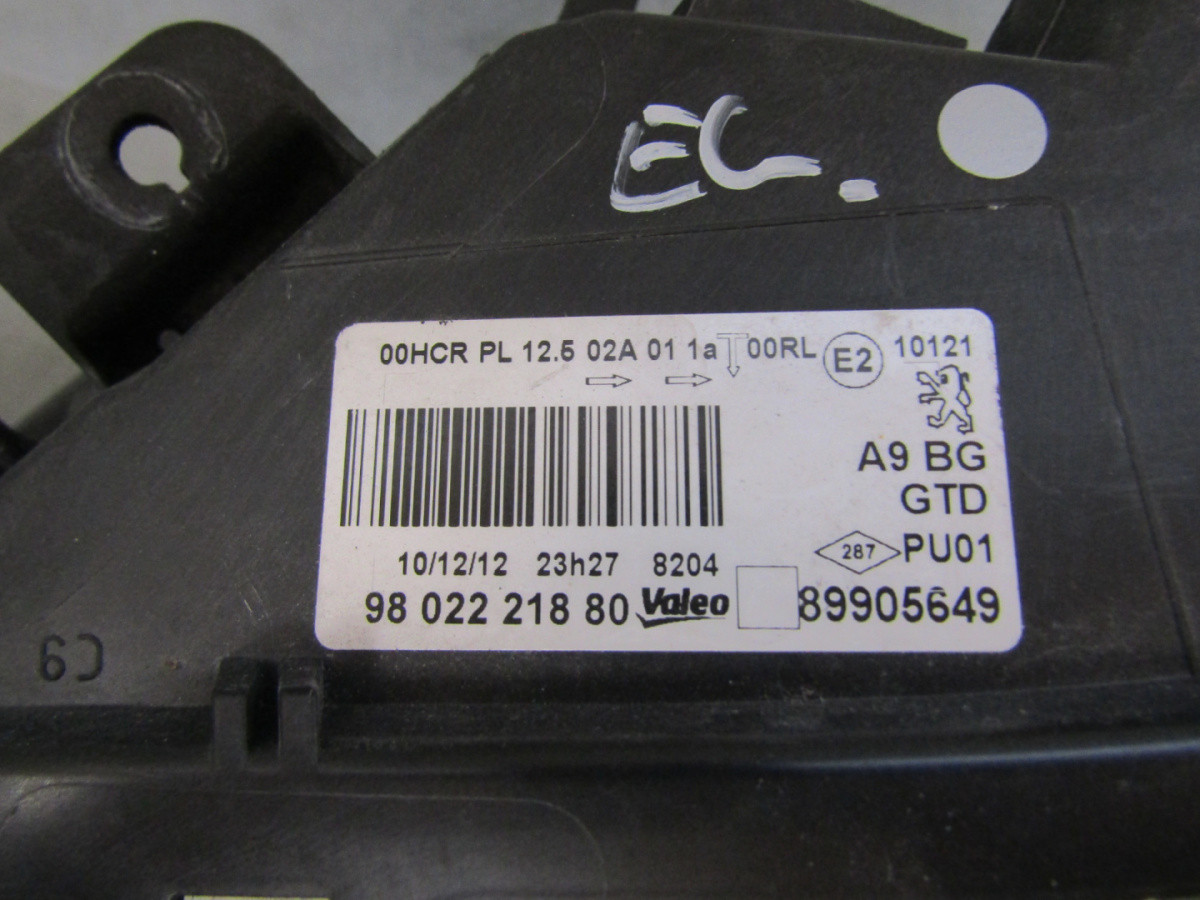 EC.
00HCR PL 12.5 02A 01 1a 00RL E2 10121
A9 BG
GTD
287 PU01
10/12/12 23h27 8204
98 022 218 80 Valeo 89905649
C9